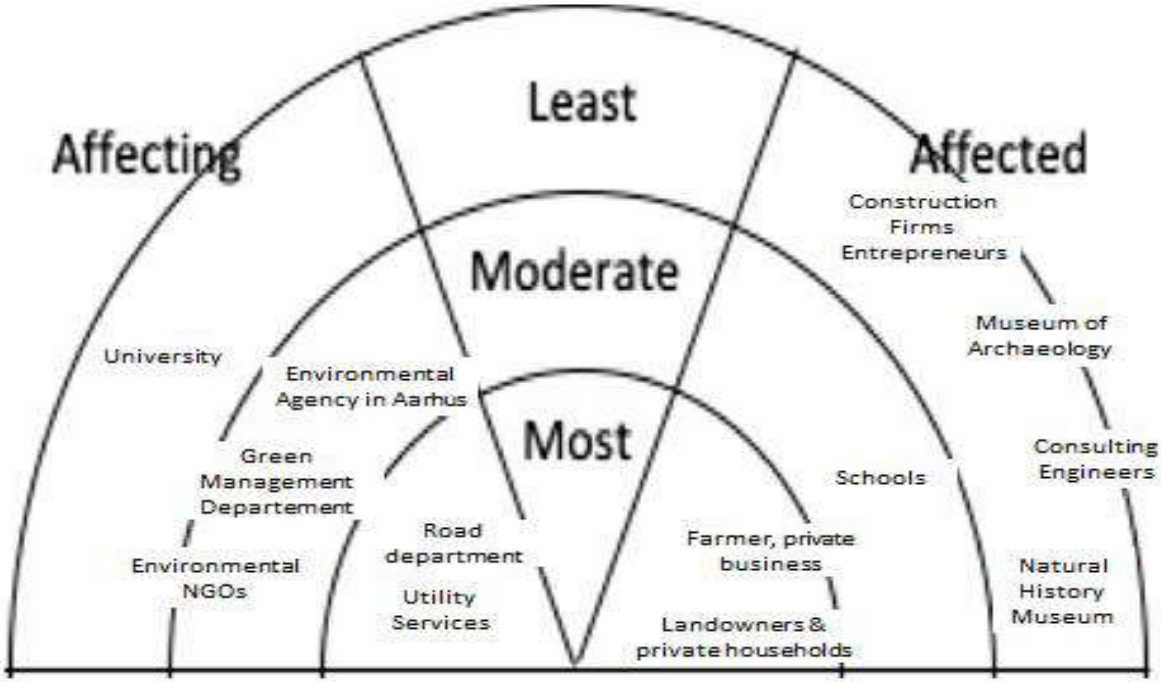 Least
Affecting
Affected
Construction
Firms
Entrepreneurs
Moderate
Museum of
Archaeology
University
Environmental
Agency in Aarhus
Most
Consulting
Engineers
Green
Management
Departement
Schools
Road
department
Farmer, private
business
Environmental
NGOs
Natural
History
Museum
Utility
Services
Landowners &
private households